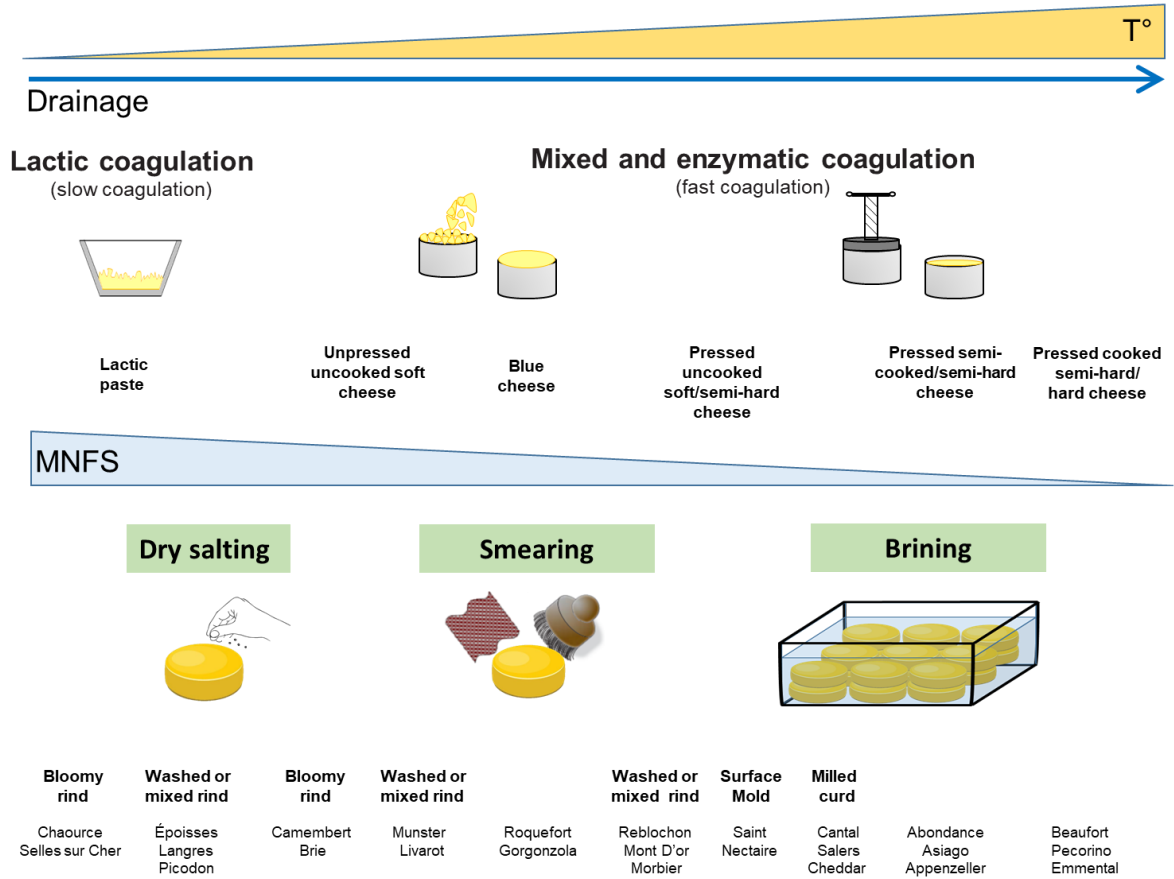 T°
Drainage
Lactic coagulation
(slow coagulation)
Mixed and enzymatic coagulation
(fast coagulation)
Lactic
paste
Unpressed
uncooked soft
cheese
Blue
cheese
Pressed
uncooked
soft/semi-hard
cheese
Pressed semi-
cooked/semi-hard
cheese
Pressed cooked
semi-hard/
hard cheese
MNFS
Dry salting
Smearing
Brining
Bloomy
rind
Chaource
Selles sur Cher
Washed or
mixed rind
Époisses
Langres
Picodon
Bloomy
rind
Camembert
Brie
Washed or
mixed rind
Munster
Livarot
Roquefort
Gorgonzola
Washed or
mixed rind
Reblochon
Mont D'or
Morbier
Surface
Mold
Saint
Nectaire
Milled
curd
Cantal
Salers
Cheddar
Abondance
Asiago
Appenzeller
Beaufort
Pecorino
Emmental